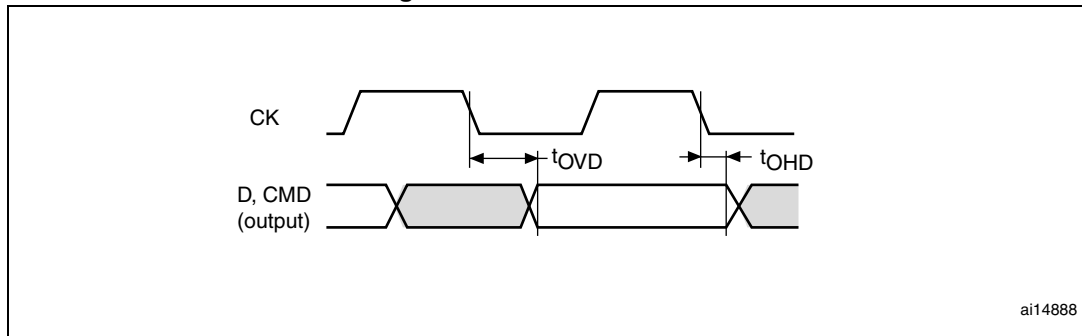 CK
tOVD
tOHD
D, CMD
(output)
ai14888